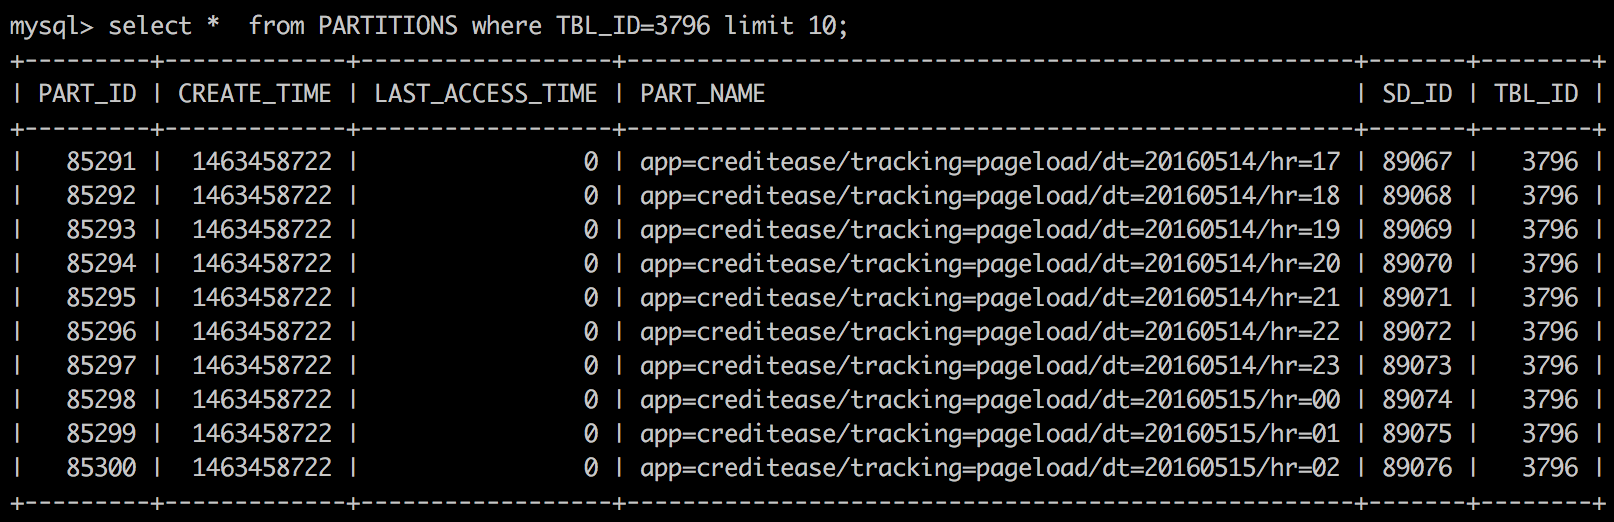 mysql> select *  from PARTITIONS where TBL_ID=3796 limit 10;
+---------+-------------+------------------+----------------------------------------------------+-------+--------+
| PART_ID | CREATE_TIME | LAST_ACCESS_TIME | PART_NAME                                          | SD_ID | TBL_ID |
+---------+-------------+------------------+----------------------------------------------------+-------+--------+
|   85291 |  1463458722 |                0 | app=creditease/tracking=pageload/dt=20160514/hr=17 | 89067 |   3796 |
|   85292 |  1463458722 |                0 | app=creditease/tracking=pageload/dt=20160514/hr=18 | 89068 |   3796 |
|   85293 |  1463458722 |                0 | app=creditease/tracking=pageload/dt=20160514/hr=19 | 89069 |   3796 |
|   85294 |  1463458722 |                0 | app=creditease/tracking=pageload/dt=20160514/hr=20 | 89070 |   3796 |
|   85295 |  1463458722 |                0 | app=creditease/tracking=pageload/dt=20160514/hr=21 | 89071 |   3796 |
|   85296 |  1463458722 |                0 | app=creditease/tracking=pageload/dt=20160514/hr=22 | 89072 |   3796 |
|   85297 |  1463458722 |                0 | app=creditease/tracking=pageload/dt=20160514/hr=23 | 89073 |   3796 |
|   85298 |  1463458722 |                0 | app=creditease/tracking=pageload/dt=20160515/hr=00 | 89074 |   3796 |
|   85299 |  1463458722 |                0 | app=creditease/tracking=pageload/dt=20160515/hr=01 | 89075 |   3796 |
|   85300 |  1463458722 |                0 | app=creditease/tracking=pageload/dt=20160515/hr=02 | 89076 |   3796 |
+---------+-------------+------------------+----------------------------------------------------+-------+--------+